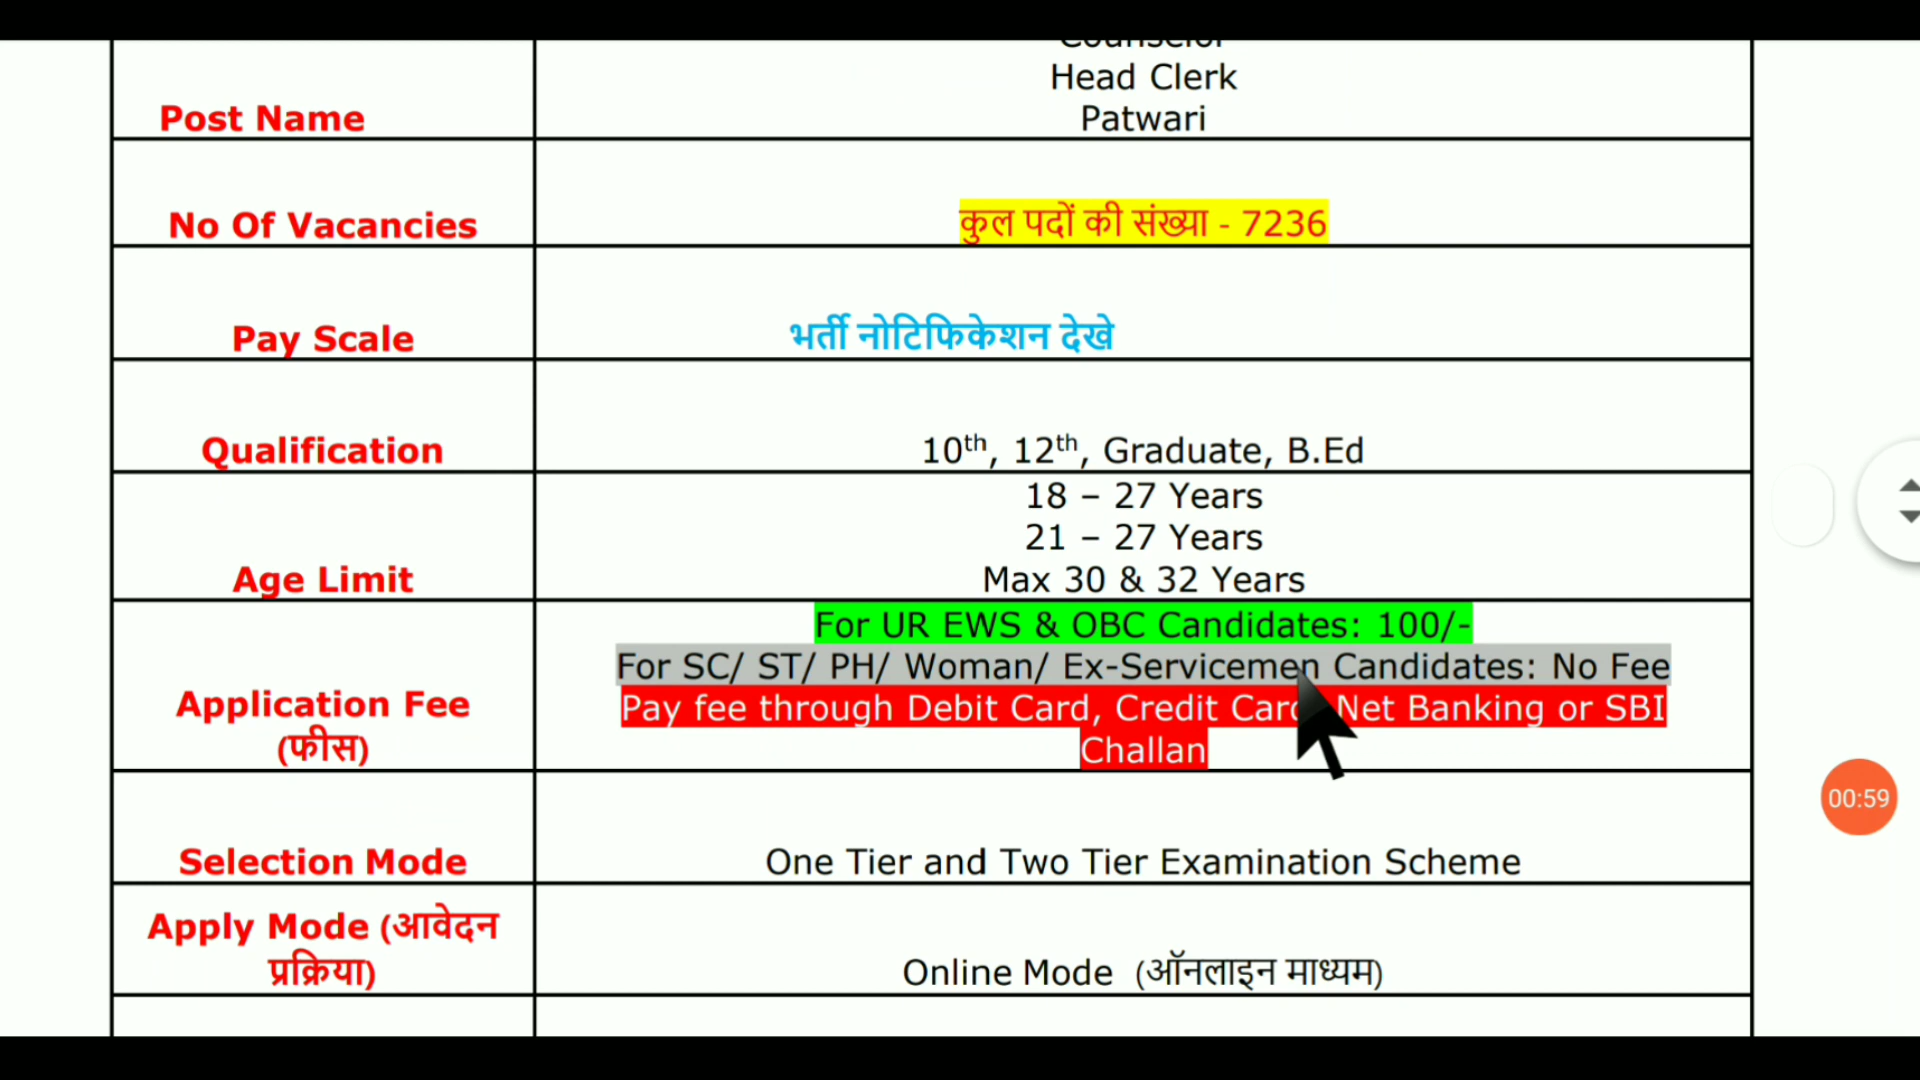 Counselor
Head Clerk
Post Name Patwari
No Of Vacancies कुल पदों की संख्या - 7236
Pay Scale भर्ती नोटिफिकेशन देखे
Qualification 10th, 12th, Graduate, B.Ed
18 – 27 Years
21 – 27 Years
Age Limit Max 30 & 32 Years
For UR EWS & OBC Candidates: 100/-
For SC/ ST/ PH/ Woman/ Ex-Servicemen Candidates: No Fee
Application Fee Pay fee through Debit Card, Credit Card, Net Banking or SBI
(फीस) Challan
Selection Mode One Tier and Two Tier Examination Scheme
Apply Mode (आवेदन
प्रक्रिया) Online Mode (ऑनलाइन माध्यम)
00:59